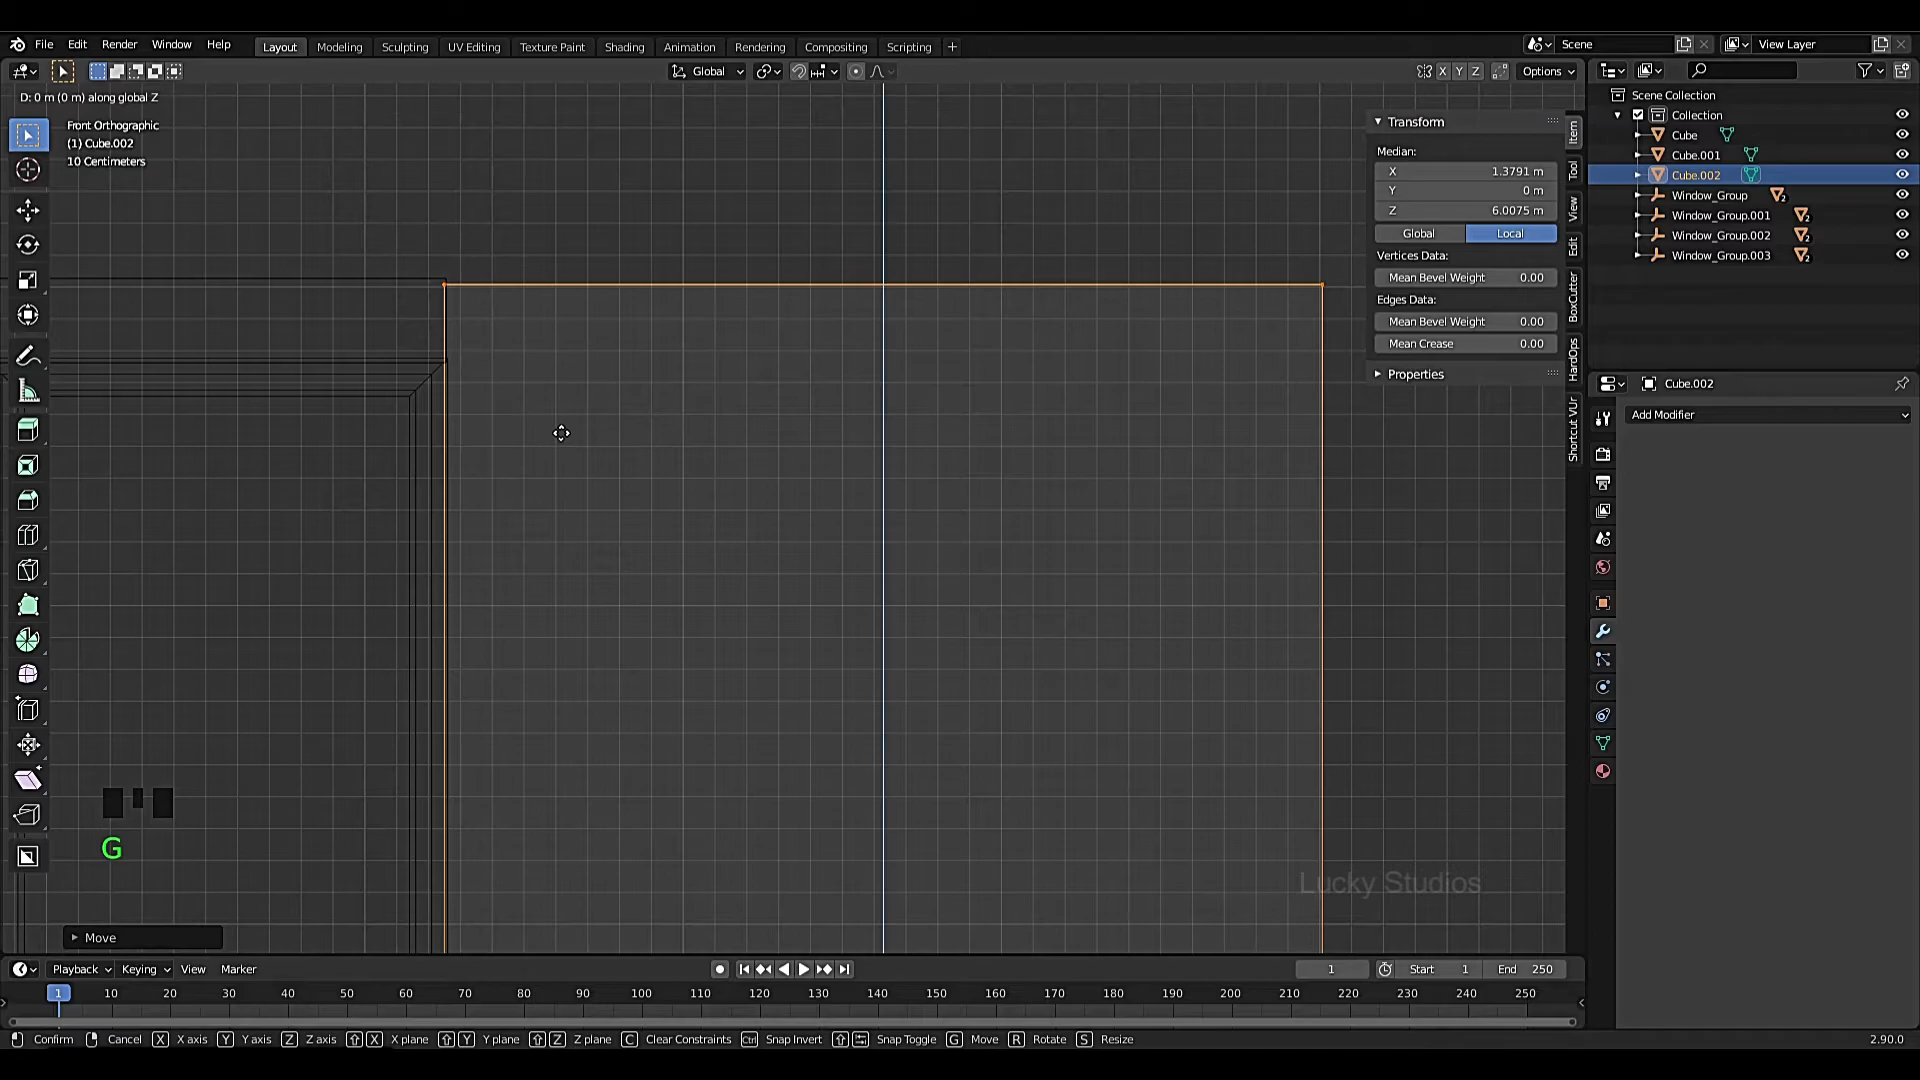 File Edit Render Window Help Layout Modeling Sculpting UV Editing Texture Paint Shading Animation Rendering Compositing Scripting + Scene View Layer
Global X Y Z Options
D: 0 m (0 m) along global Z
Front Orthographic
(1) Cube.002
10 Centimeters
Transform
Median:
X 1.3791 m
Y 0 m
Z 6.0075 m
Global Local
Vertices Data:
Mean Bevel Weight 0.00
Edges Data:
Mean Bevel Weight 0.00
Mean Crease 0.00
Properties
Item
Tool
View
Edit
BoxCutter
HardOps
Shortcut VUr
Scene Collection
Collection
Cube
Cube.001
Cube.002
Window_Group 2
Window_Group.001 2
Window_Group.002 2
Window_Group.003 2
Cube.002
Add Modifier
G
Lucky Studios
Move
Playback Keying View Marker 1 Start 1 End 250
1 10 20 30 40 50 60 70 80 90 100 110 120 130 140 150 160 170 180 190 200 210 220 230 240 250
Confirm Cancel X X axis Y Y axis Z Z axis X X plane Y Y plane Z Z plane C Clear Constraints Ctrl Snap Invert Snap Toggle G Move R Rotate S Resize 2.90.0